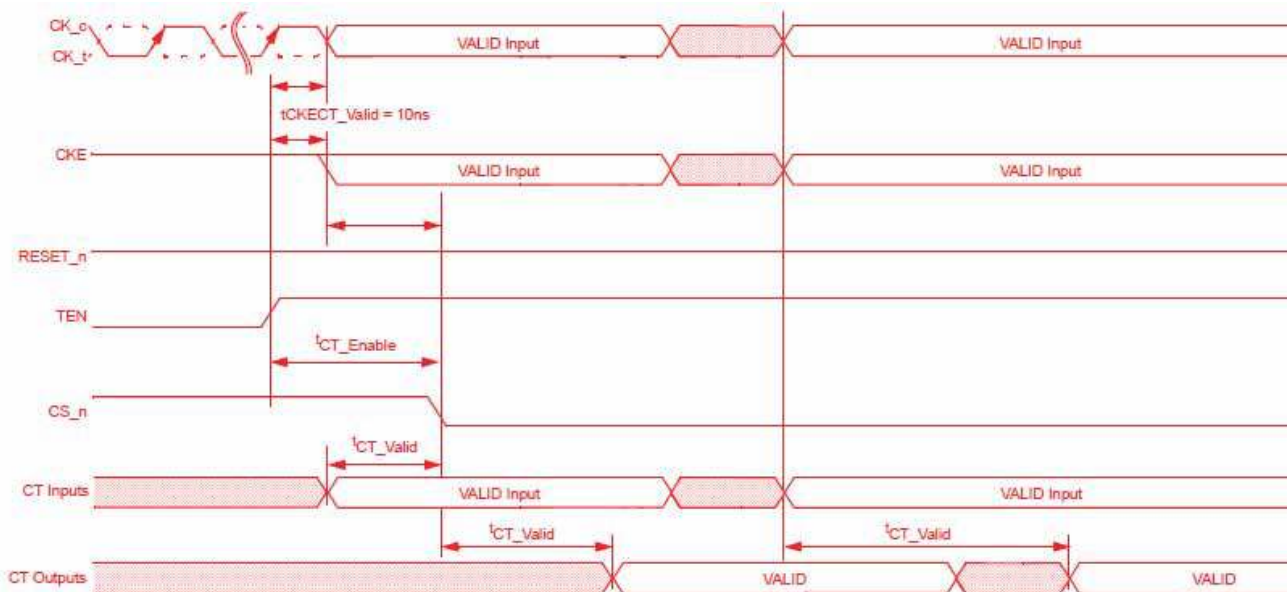 CK_c
CK_t
VALID Input
VALID Input
tCKECT_Valid = 10ns
CKE
VALID Input
VALID Input
RESET_n
TEN
tCT_Enable
CS_n
tCT_Valid
CT Inputs
VALID Input
VALID Input
tCT_Valid
tCT_Valid
CT Outputs
VALID
VALID